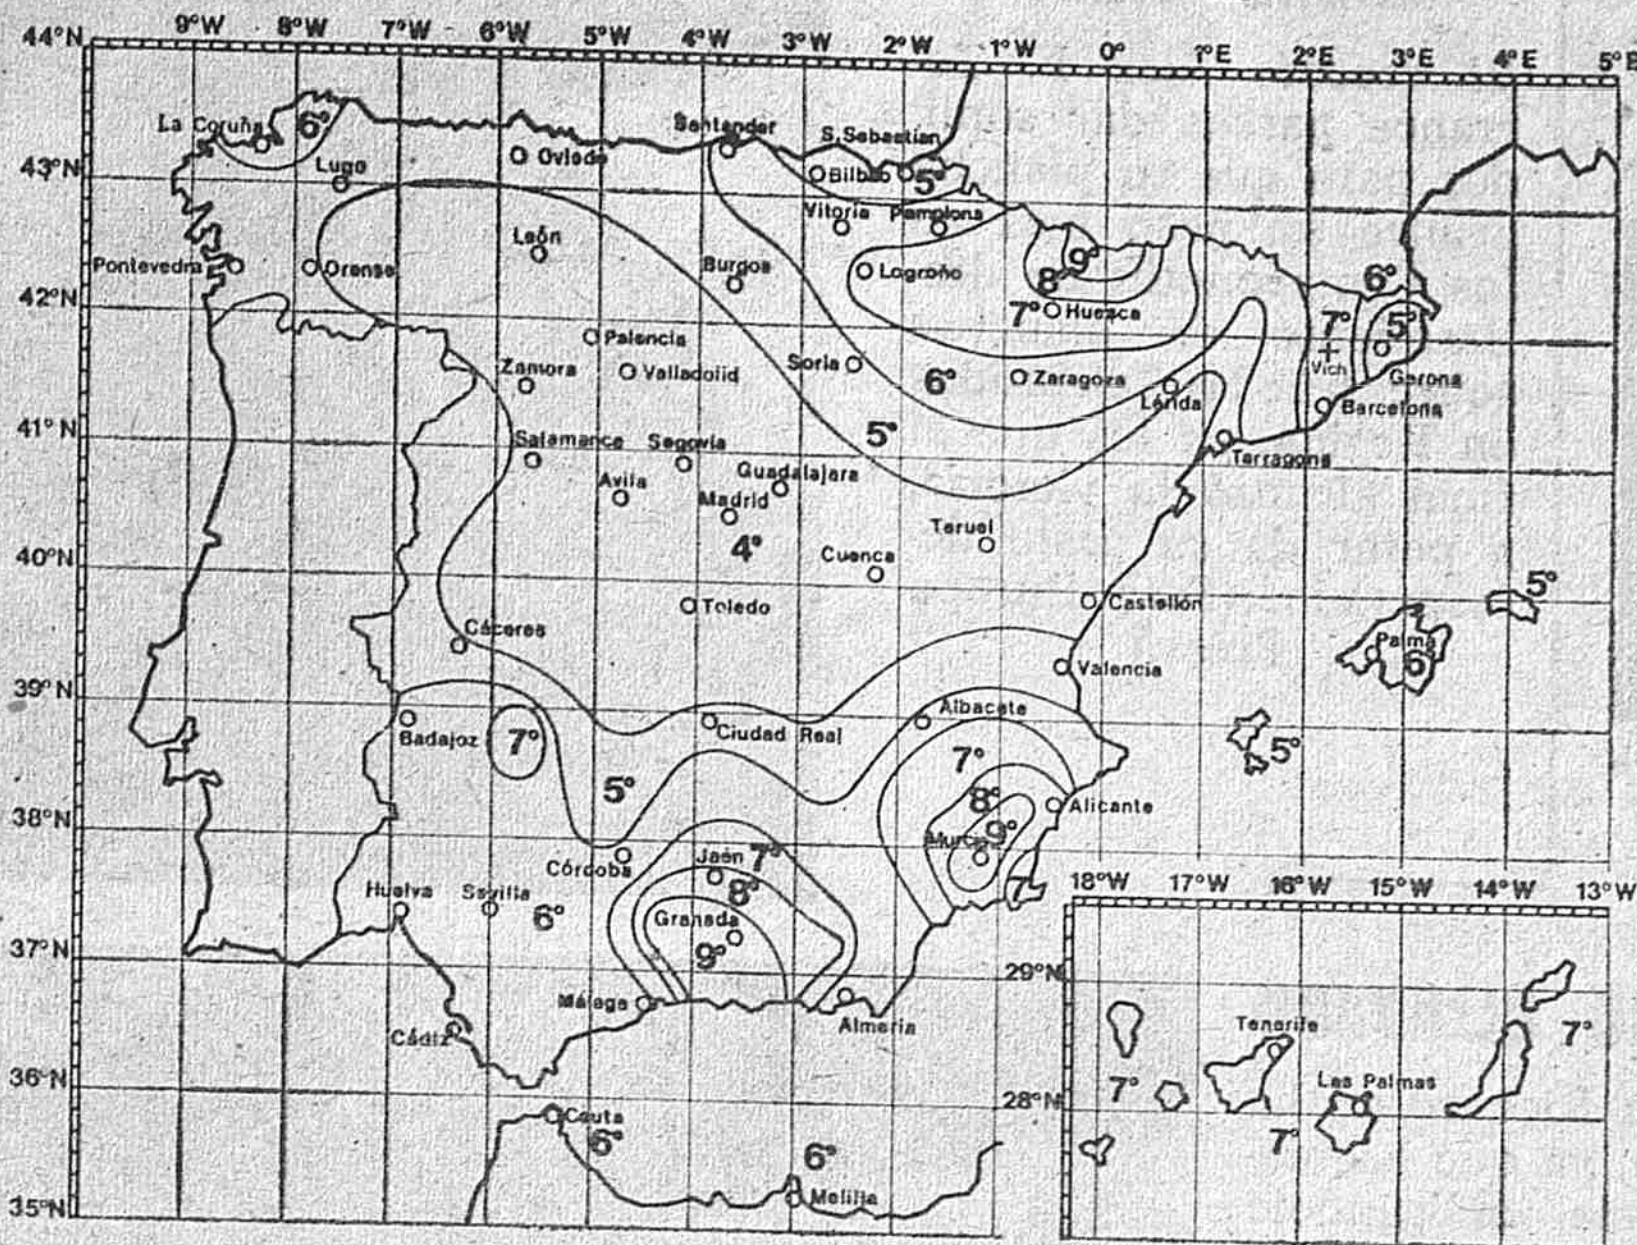 9°W 8°W 7°W 6°W 5°W 4°W 3°W 2°W 1°W 0° 1°E 2°E 3°E 4°E 5°E
44°N
La Coruña 6° Santander S. Sebastian
Lugo Oviedo Bilbao 5°
43°N
Vitoria Pamplona
León
Pontevedra Orense Burgos Logroño 8° 9° 6°
42°N
7° Huesca 7° 5°
Palencia
Zamora Valladolid Soria 6° Zaragoza Lérida Vich Gerona
Barcelona
41°N
5°
Salamanca Segovia Tarragona
Avila Guadalajara
Madrid
Teruel
4° Cuenca
40°N
Toledo Castellón 5°
Cáceres Palma
6°
Valencia
39°N
Badajoz 7° Ciudad Real Albacete
7° 5°
5° 8° Alicante
38°N
Murcia 9°
Córdoba Jaén 7°
8° 7°
Huelva Sevilla 6° Granada
9°
37°N
Málaga Almería
Cádiz
36°N
Ceuta
6° 6°
Melilla
35°N
18°W 17°W 16°W 15°W 14°W 13°W
29°N
Tenerife 7°
7° Las Palmas
28°N
7°